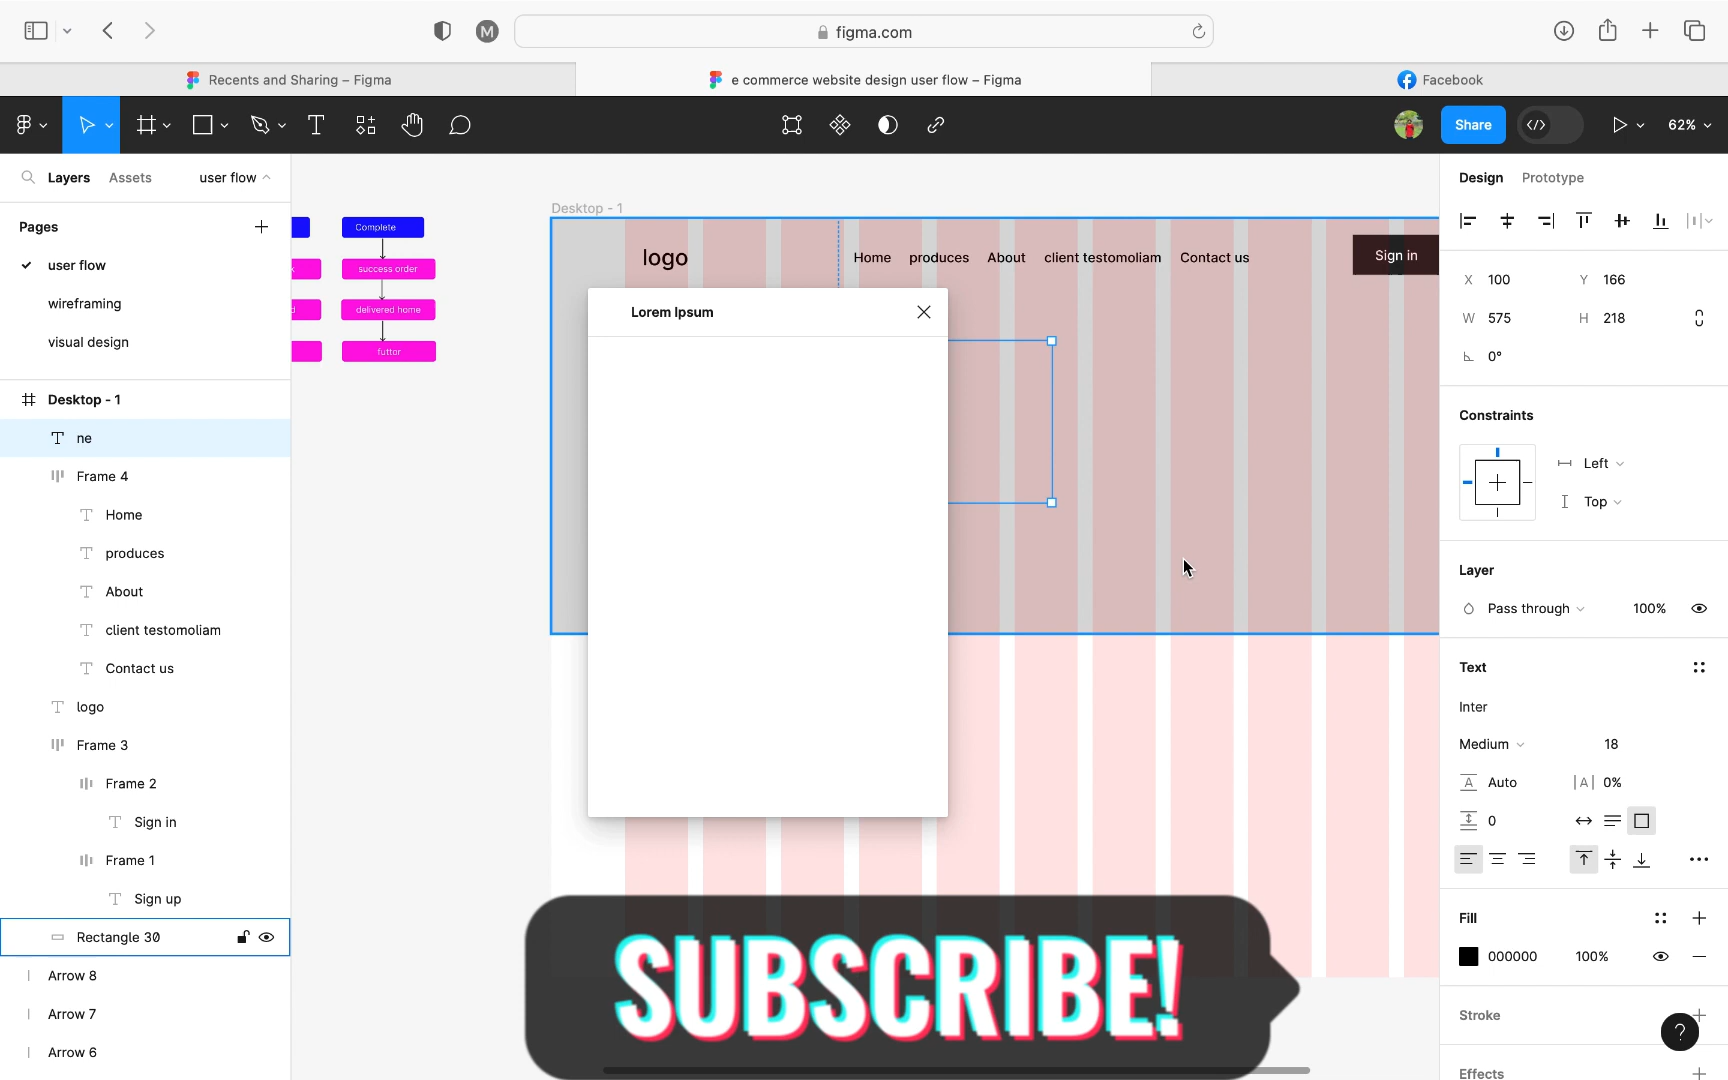 M
figma.com
Recents and Sharing – Figma
e commerce website design user flow – Figma
Facebook
Share
62%
Layers
Assets
user flow
Design
Prototype
Pages
user flow
wireframing
visual design
Desktop - 1
ne
Frame 4
Home
produces
About
client testomoliam
Contact us
logo
Frame 3
Frame 2
Sign in
Frame 1
Sign up
Rectangle 30
Arrow 8
Arrow 7
Arrow 6
Complete
success order
delivered home
futtor
Desktop - 1
logo
Home
produces
About
client testomoliam
Contact us
Sign in
Lorem Ipsum
SUBSCRIBE!
X 100
Y 166
W 575
H 218
0°
Constraints
Left
Top
Layer
Pass through
100%
Text
Inter
Medium
18
Auto
0%
0
Fill
000000
100%
Stroke
Effects
?